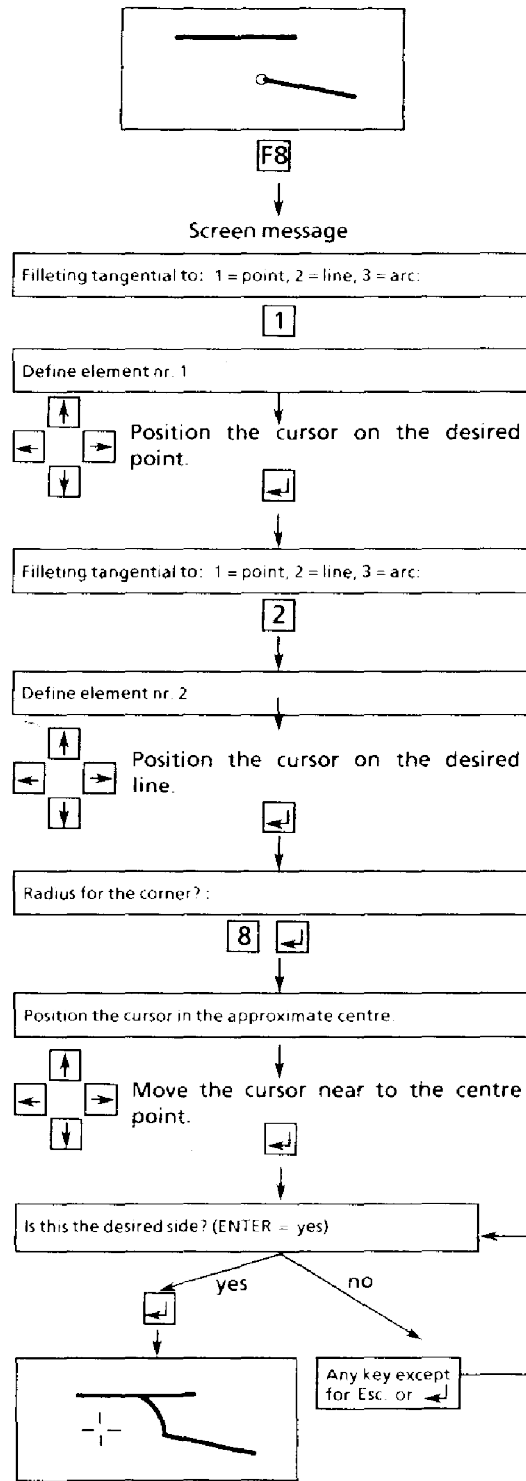 F8
Screen message
Filleting tangential to: 1 = point, 2 = line, 3 = arc:
1
Define element nr. 1
Position the cursor on the desired
point.
Filleting tangential to: 1 = point, 2 = line, 3 = arc:
2
Define element nr. 2
Position the cursor on the desired
line.
Radius for the corner? :
8
Position the cursor in the approximate centre.
Move the cursor near to the centre
point.
Is this the desired side? (ENTER = yes)
yes
no
Any key except
for Esc. or